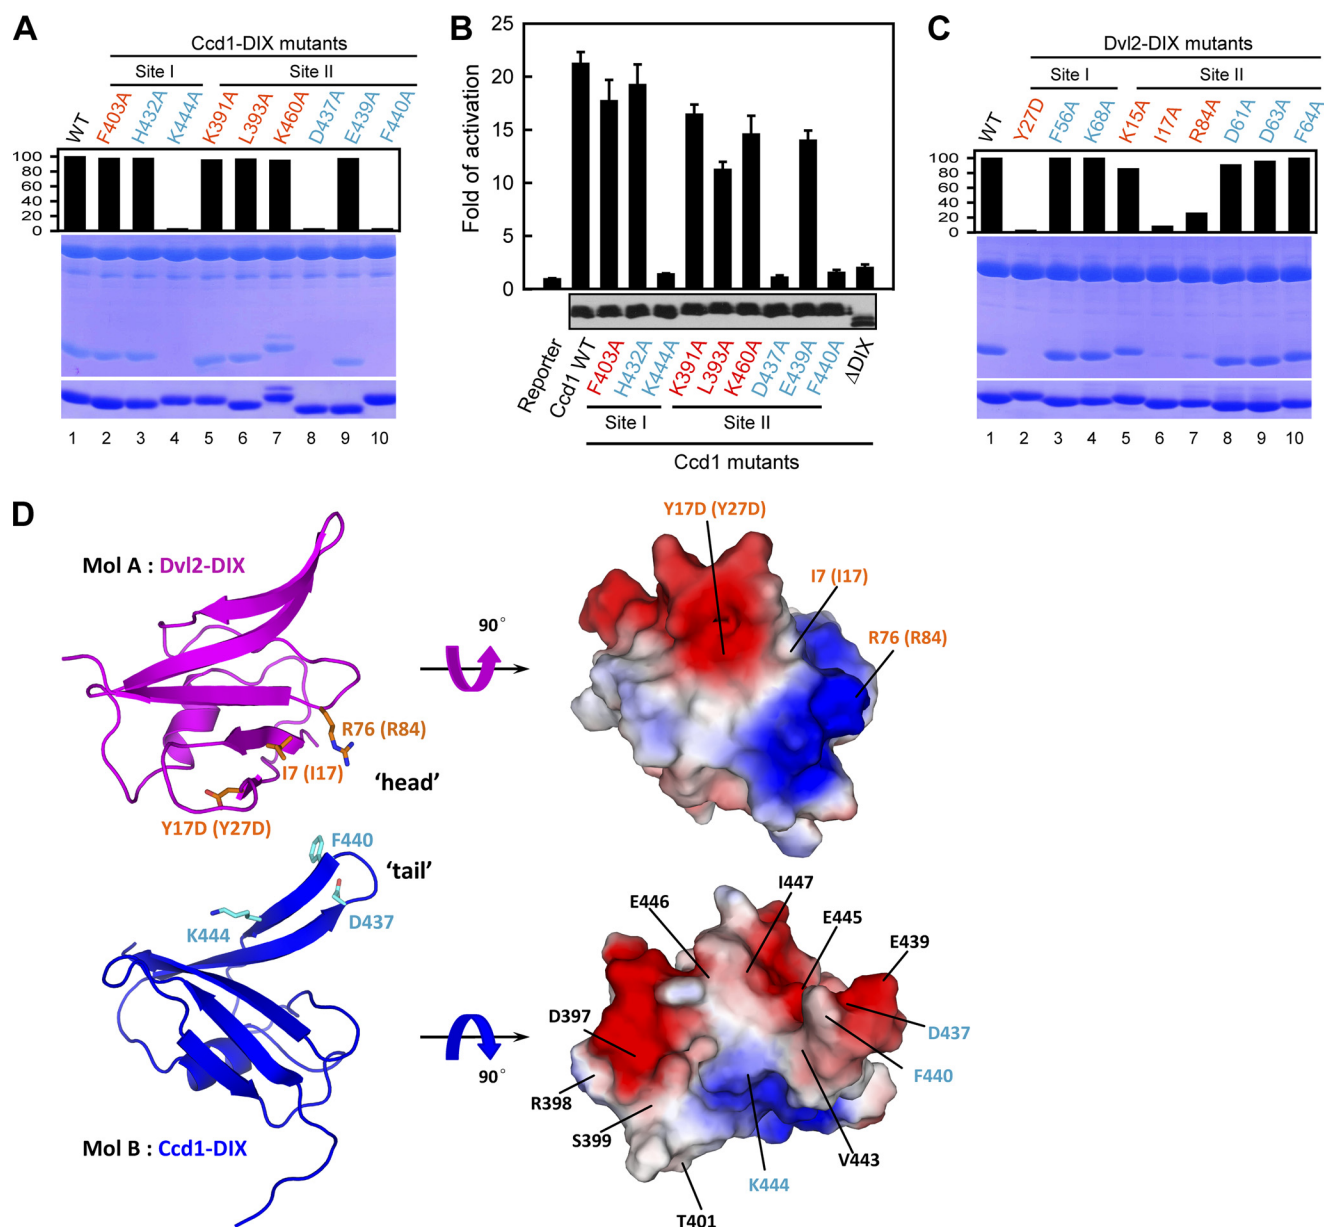 A
Ccd1-DIX mutants
Site I
Site II
WT
F403A
H432A
K444A
K391A
L393A
K460A
D437A
E439A
F440A
100
80
60
40
20
0
1 2 3 4 5 6 7 8 9 10
B
Fold of activation
25
20
15
10
5
0
Reporter
Ccd1 WT
F403A
H432A
K444A
K391A
L393A
K460A
D437A
E439A
F440A
ΔDIX
Site I
Site II
Ccd1 mutants
C
Dvl2-DIX mutants
Site I
Site II
WT
Y27D
F56A
K68A
K15A
I17A
R84A
D61A
D63A
F64A
100
80
60
40
20
0
1 2 3 4 5 6 7 8 9 10
D
Mol A : Dvl2-DIX
90°
R76 (R84)
I7 (I17)
'head'
Y17D (Y27D)
Y17D (Y27D)
I7 (I17)
R76 (R84)
F440
'tail'
K444
D437
90°
Mol B : Ccd1-DIX
I447
E446
E445
E439
D397
D437
F440
R398
S399
V443
K444
T401